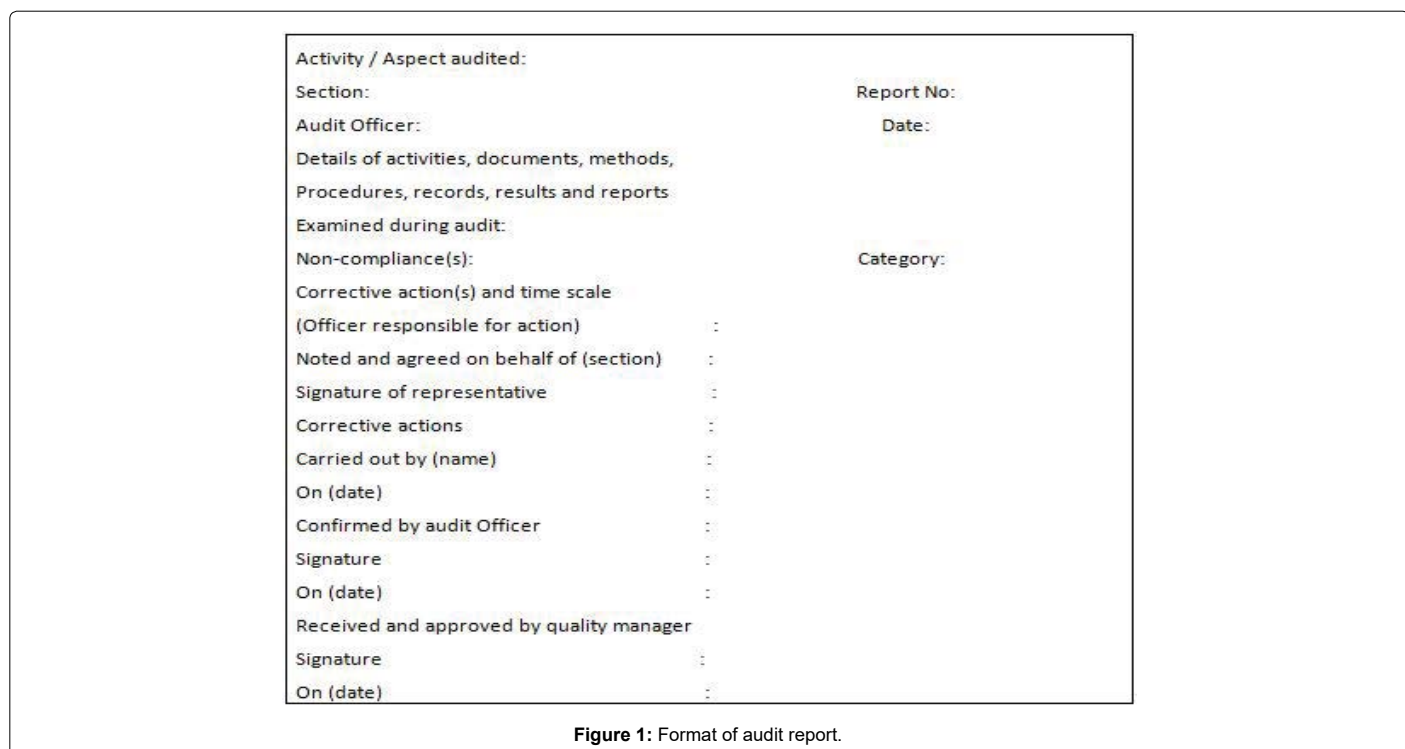 Activity / Aspect audited:
Section: Report No:
Audit Officer: Date:
Details of activities, documents, methods,
Procedures, records, results and reports
Examined during audit:
Non-compliance(s): Category:
Corrective action(s) and time scale
(Officer responsible for action) :
Noted and agreed on behalf of (section) :
Signature of representative :
Corrective actions :
Carried out by (name) :
On (date) :
Confirmed by audit Officer :
Signature :
On (date) :
Received and approved by quality manager
Signature :
On (date) :
Figure 1: Format of audit report.